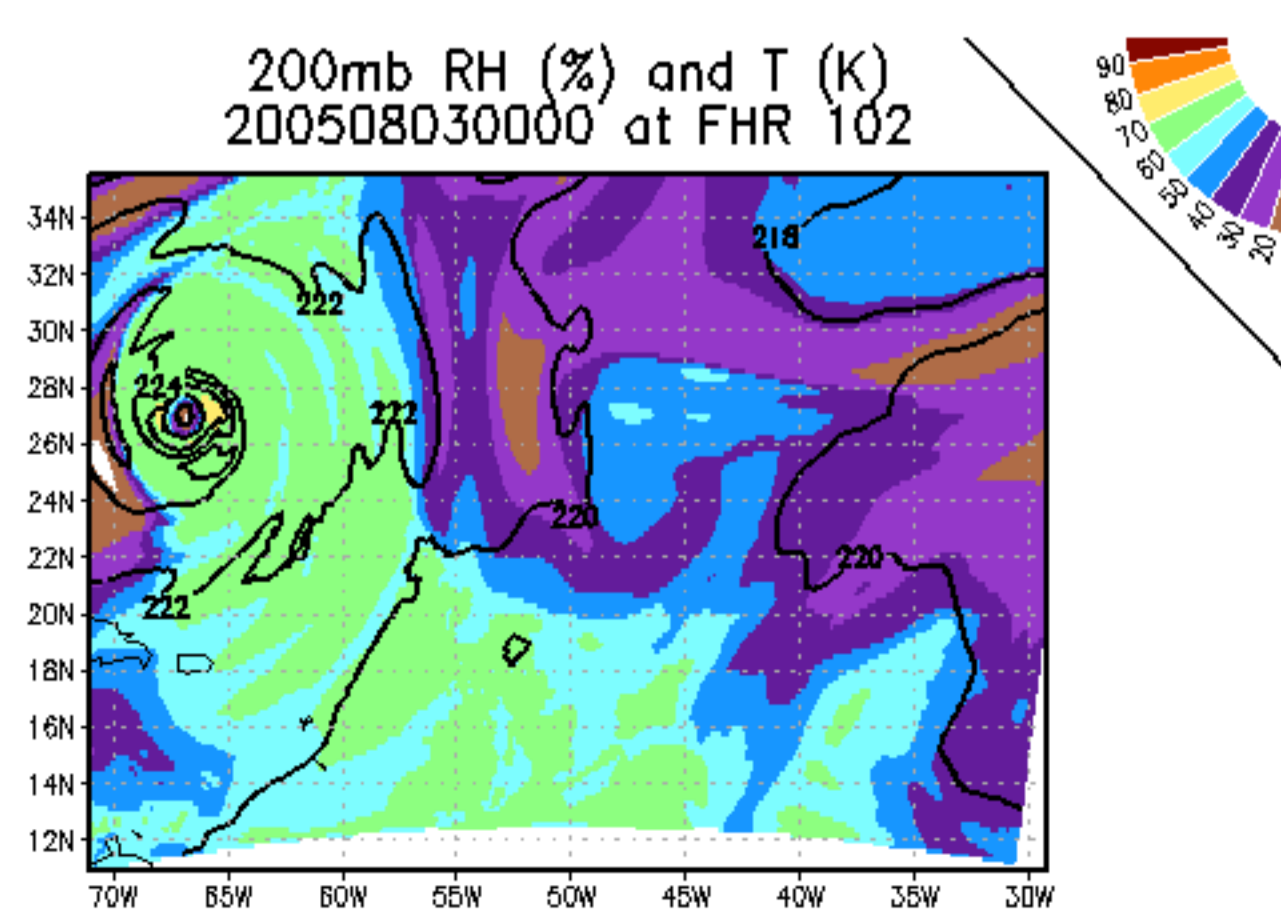 200mb RH (%) and T (K)
200508030000 at FHR 102
90
80
70
60
50
40
30
20
34N
32N
30N
28N
26N
24N
22N
20N
18N
16N
14N
12N
218
222
224
222
220
220
222
70W
65W
60W
55W
50W
45W
40W
35W
30W